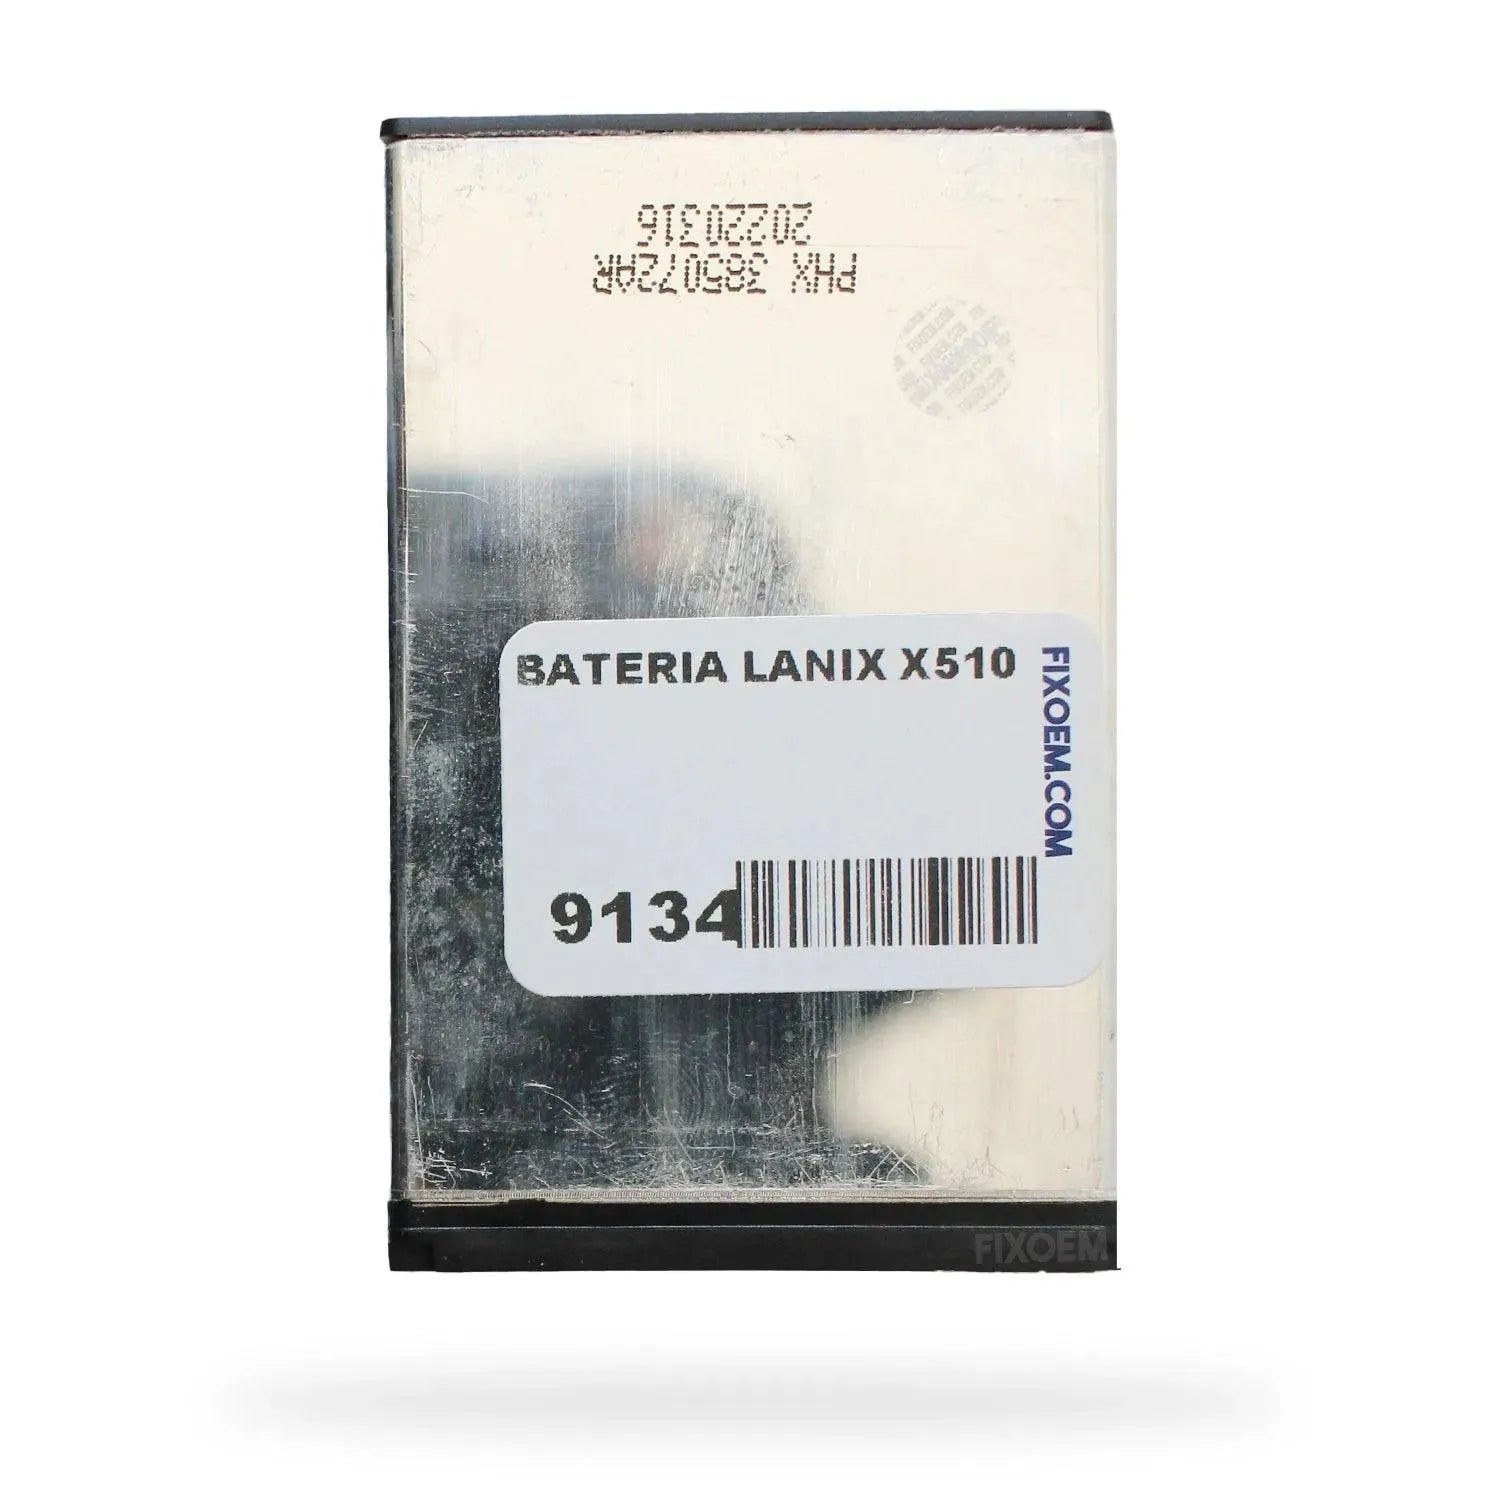 PHX 385072AR
20220316
BATERIA LANIX X510
FIXOEM.COM
9134
FIXOEM